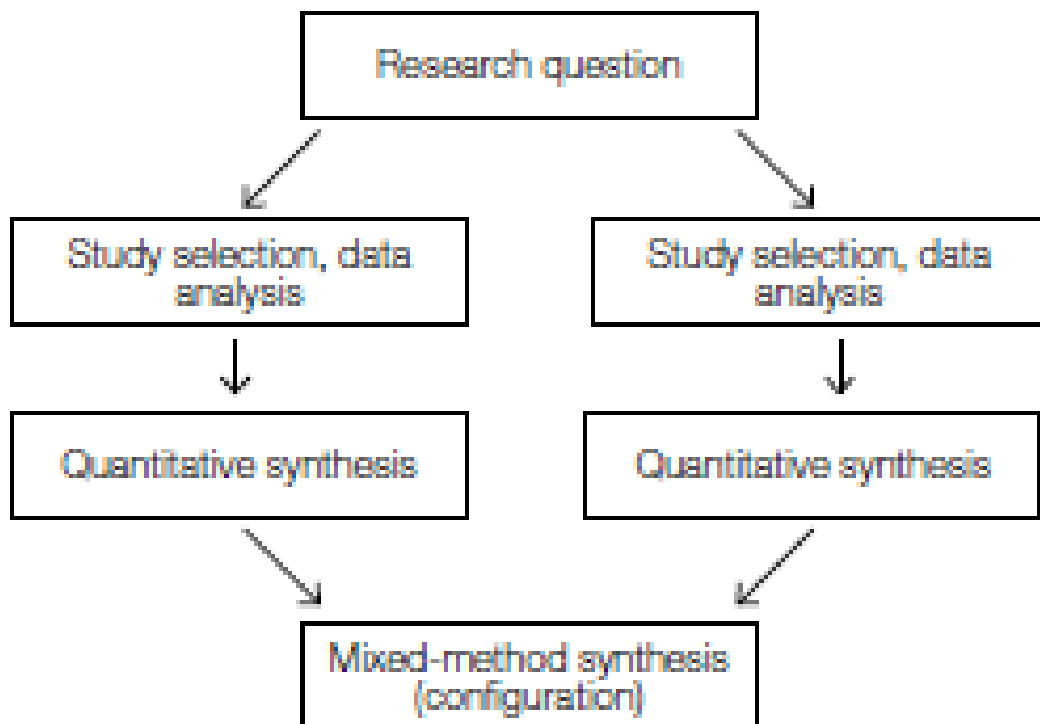 Research question
Study selection, data
analysis
Study selection, data
analysis
Quantitative synthesis
Quantitative synthesis
Mixed-method synthesis
(configuration)